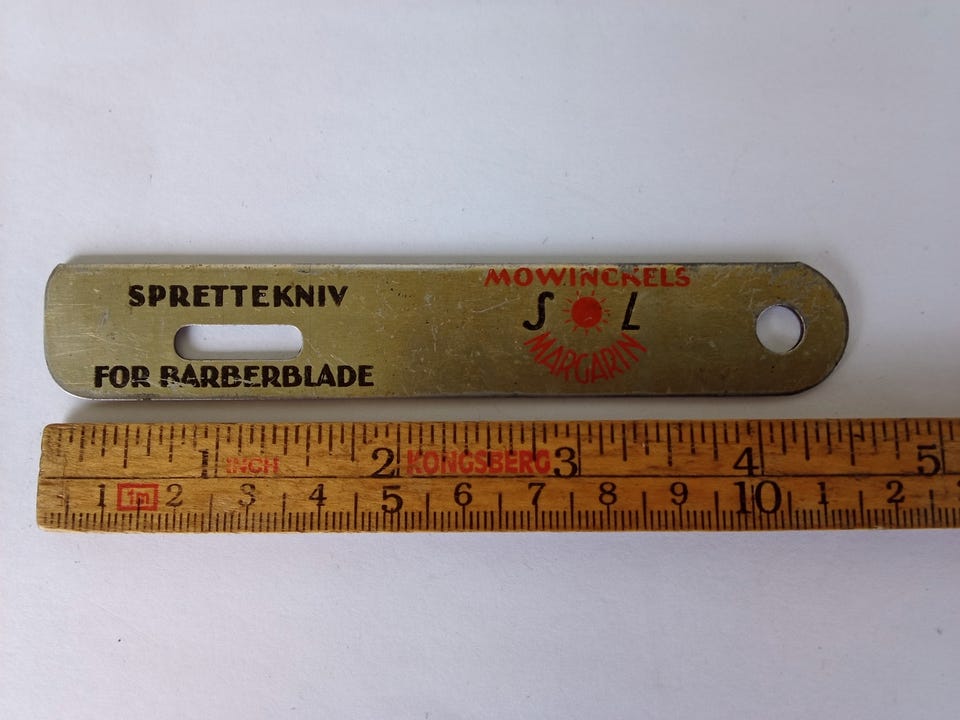 SPRETTEKNIV
FOR BARBERBLADE
MOWINCKELS
S L
MARGARIN
1 INCH 2 KONGSBERG 3 4 5
1 1m 2 3 4 5 6 7 8 9 10 1 2